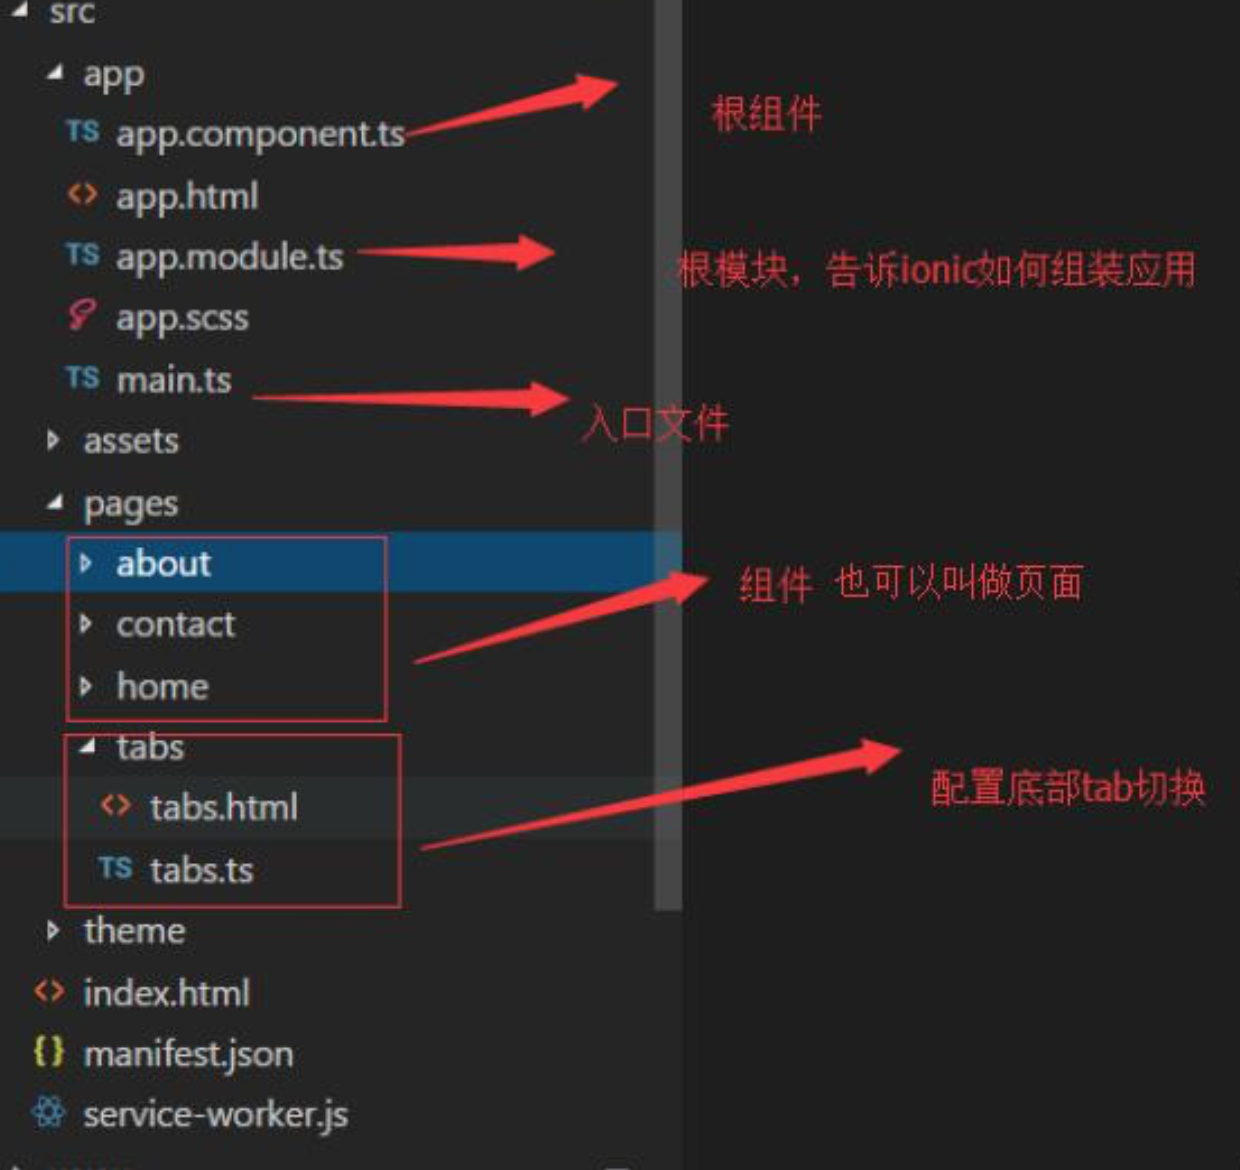 src
app
TS app.component.ts
根组件
<> app.html
TS app.module.ts
根模块，告诉ionic如何组装应用
app.scss
TS main.ts
入口文件
assets
pages
about
组件 也可以叫做页面
contact
home
tabs
<> tabs.html
配置底部tab切换
TS tabs.ts
theme
<> index.html
{} manifest.json
service-worker.js